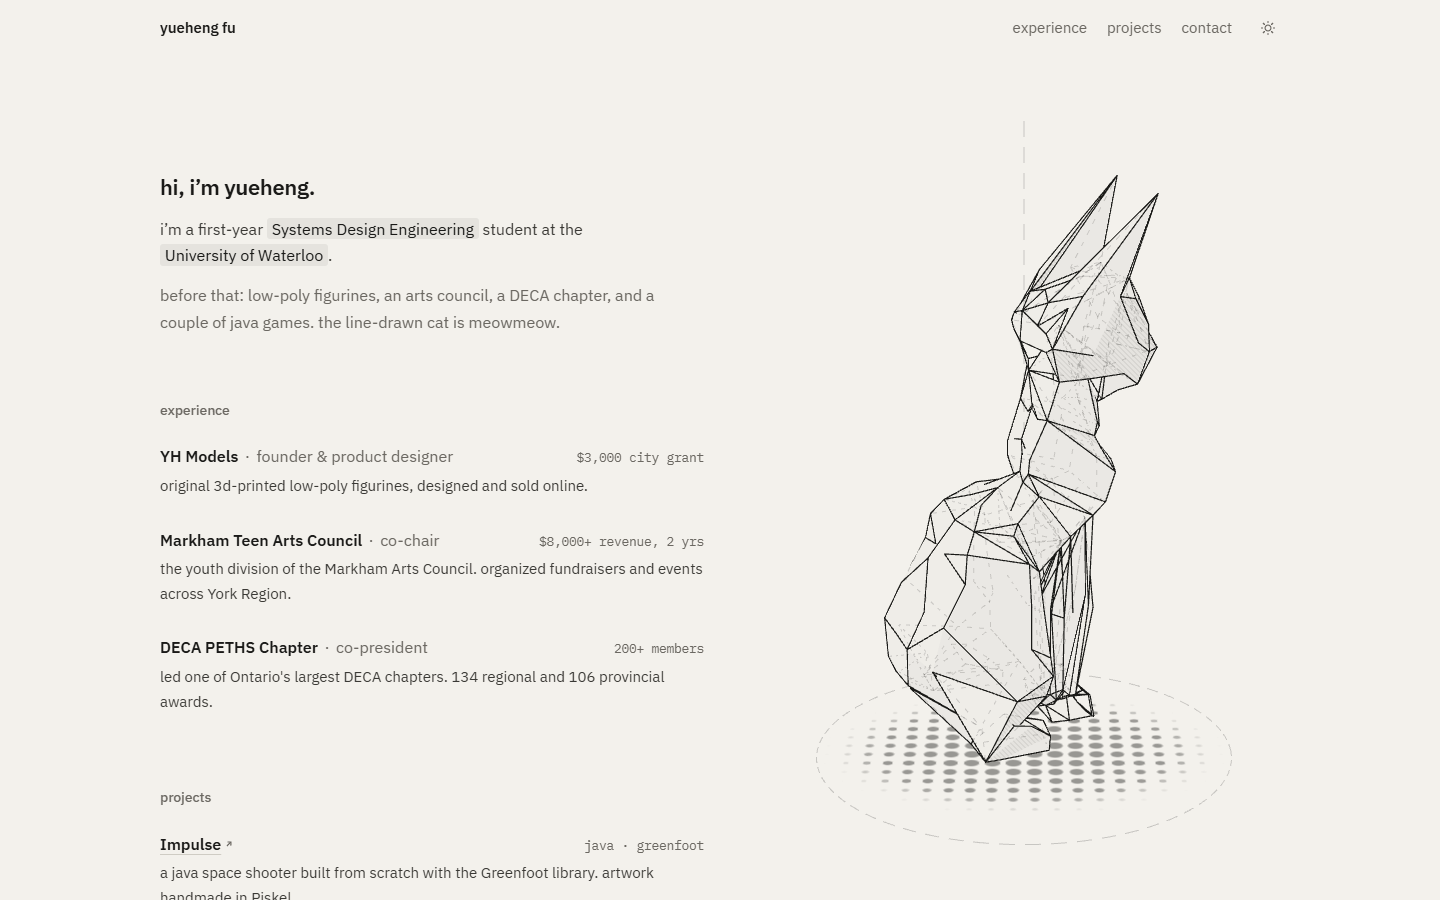 yueheng fu
experience projects contact
hi, i’m yueheng.
i’m a first-year Systems Design Engineering student at the
University of Waterloo.
before that: low-poly figurines, an arts council, a DECA chapter, and a
couple of java games. the line-drawn cat is meowmeow.
experience
YH Models · founder & product designer $3,000 city grant
original 3d-printed low-poly figurines, designed and sold online.
Markham Teen Arts Council · co-chair $8,000+ revenue, 2 yrs
the youth division of the Markham Arts Council. organized fundraisers and events
across York Region.
DECA PETHS Chapter · co-president 200+ members
led one of Ontario's largest DECA chapters. 134 regional and 106 provincial
awards.
projects
Impulse ↗ java · greenfoot
a java space shooter built from scratch with the Greenfoot library. artwork
handmade in Piskel